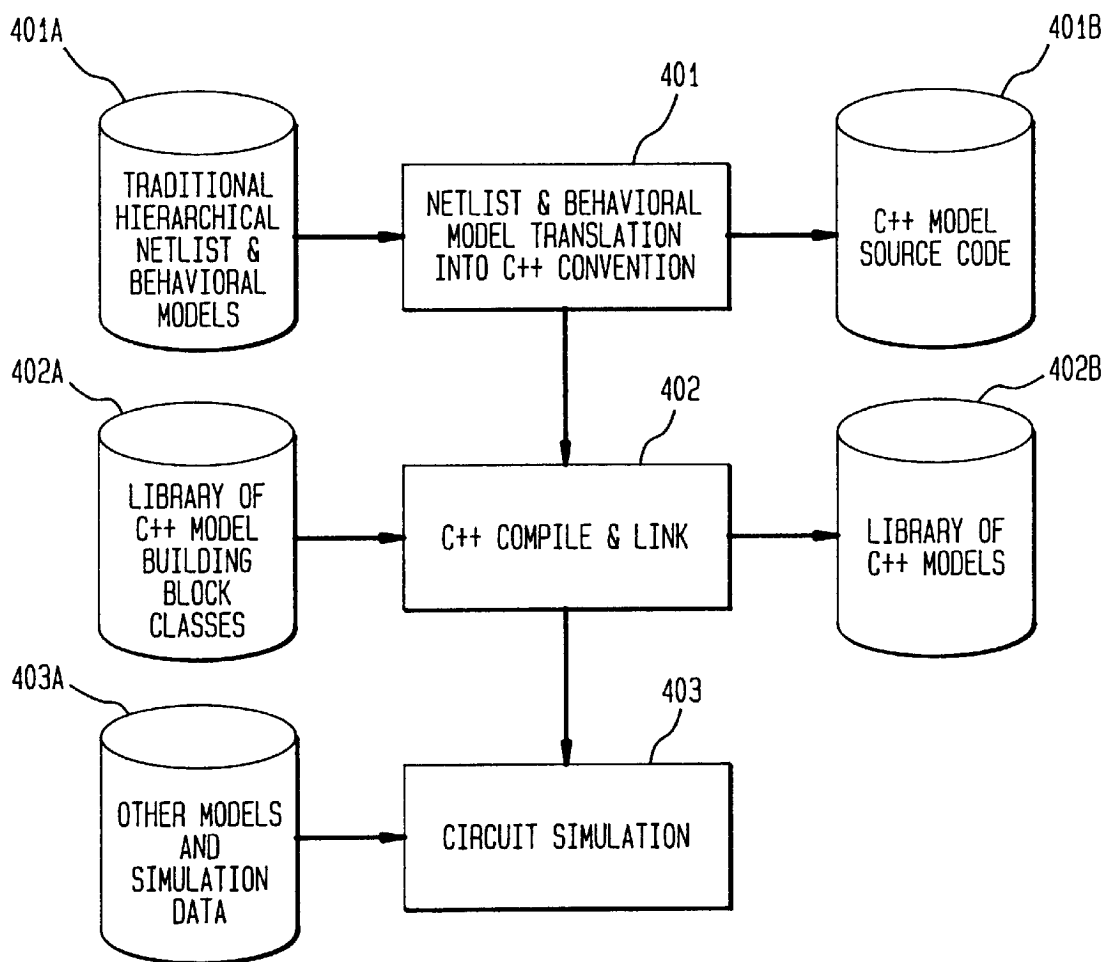 401A
TRADITIONAL
HIERARCHICAL
NETLIST &
BEHAVIORAL
MODELS
401
NETLIST & BEHAVIORAL
MODEL TRANSLATION
INTO C++ CONVENTION
401B
C++ MODEL
SOURCE CODE
402A
LIBRARY OF
C++ MODEL
BUILDING
BLOCK
CLASSES
402
C++ COMPILE & LINK
402B
LIBRARY OF
C++ MODELS
403A
OTHER MODELS
AND
SIMULATION
DATA
403
CIRCUIT SIMULATION